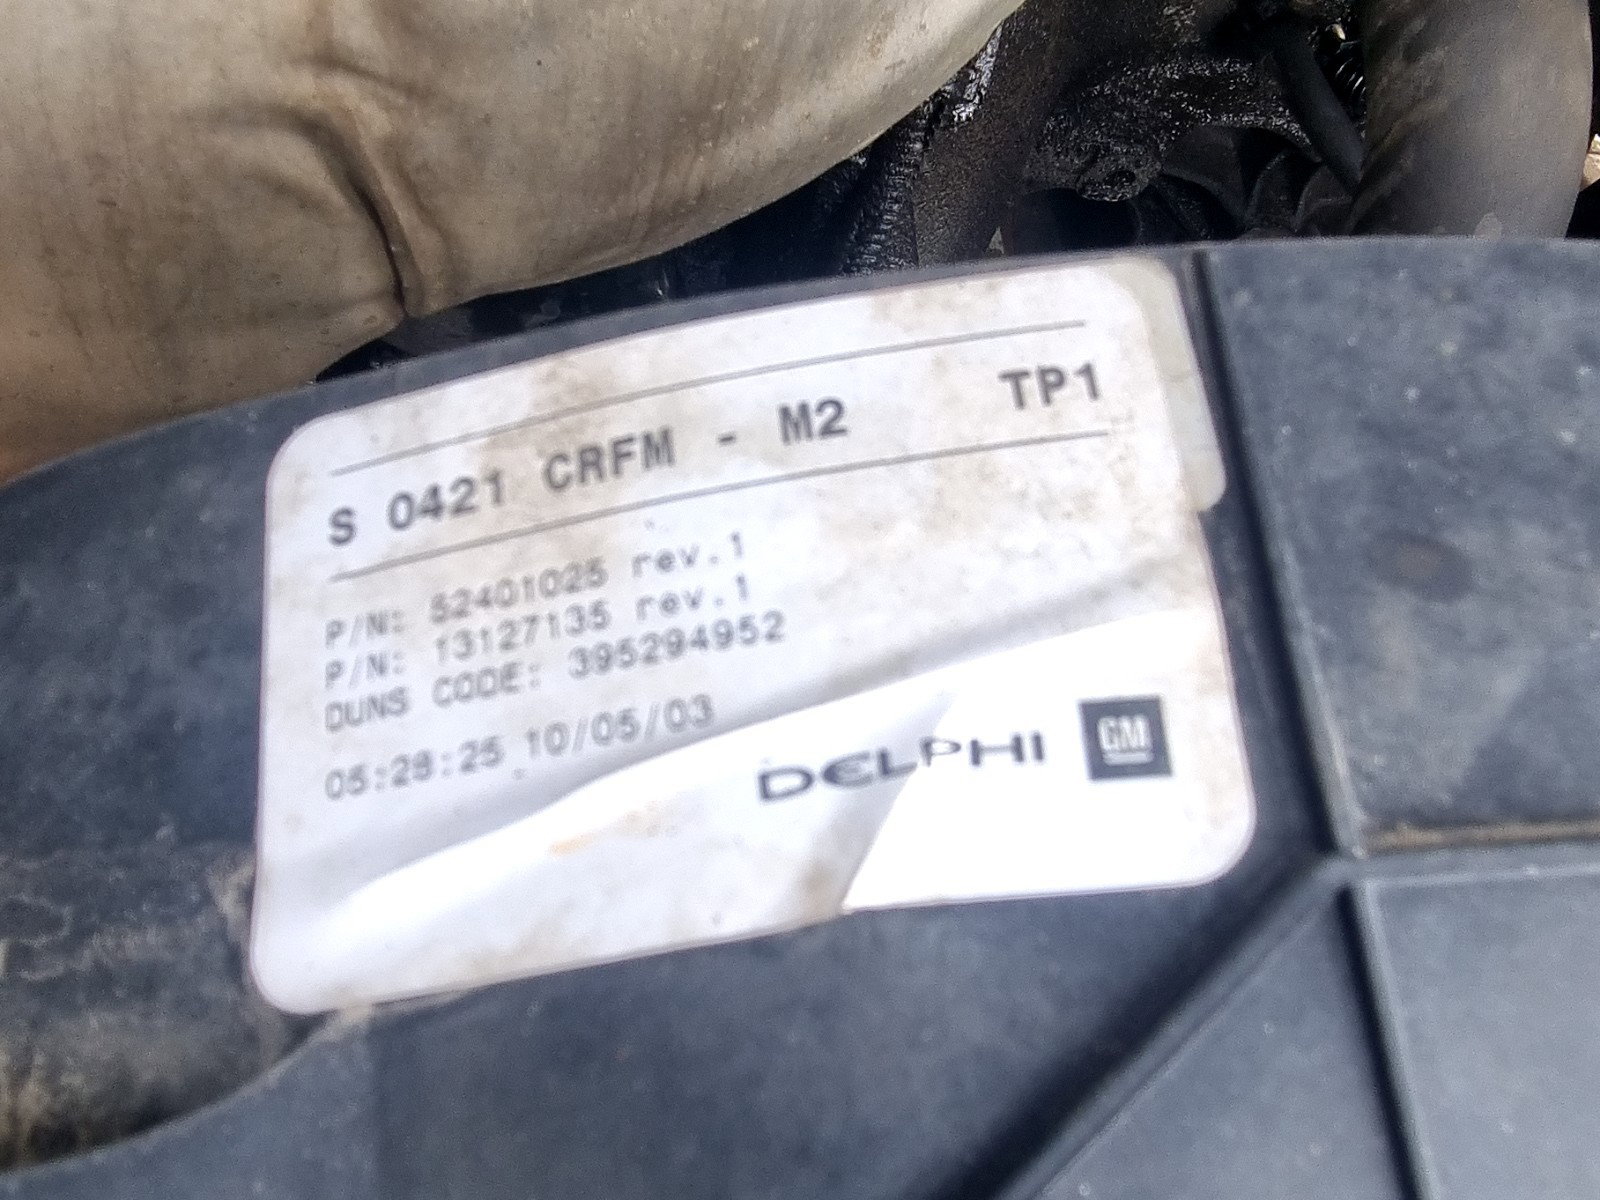 S 0421 CRFM - M2 TP1
P/N: 52401025 rev.1
P/N: 13127135 rev.1
DUNS CODE: 395294952
05:28:25 10/05/03
DELPHI GM